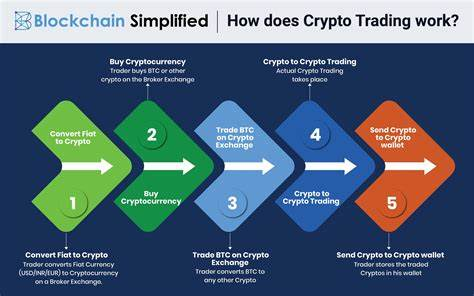 Blockchain Simplified
How does Crypto Trading work?
Buy Cryptocurrency
Trader buys BTC or other
crypto on the Broker Exchange
Crypto to Crypto Trading
Actual Crypto Trading
takes place
Convert Fiat
to Crypto
1
2
Buy
Cryptocurrency
Trade BTC
on Crypto
Exchange
3
4
Crypto to
Crypto Trading
Send Crypto
to Crypto
wallet
5
Convert Fiat to Crypto
Trader converts Fiat Currency
(USD/INR/EUR) to Cryptocurrency
on a Broker Exchange.
Trade BTC on Crypto
Exchange
Trader converts BTC to
any other Crypto
Send Crypto to Crypto wallet
Trader stores the traded
Cryptos in his wallet